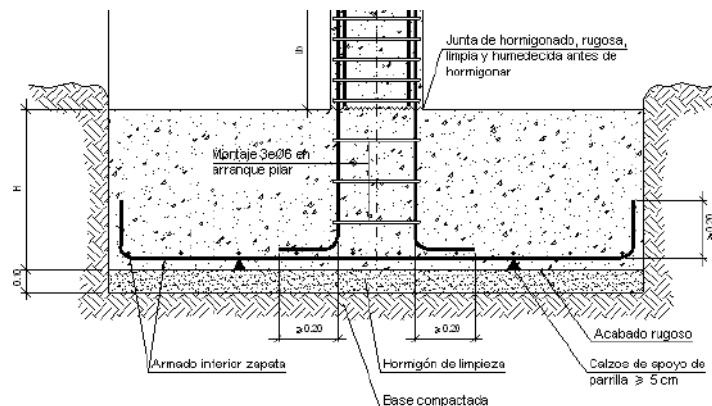 lb
Junta de hormigonado, rugosa,
limpia y humedecida antes de
hormigonar
Montaje 3eØ6 en
arranque pilar
H
≥0.20
0.10
≥0.20
≥0.20
Acabado rugoso
Armado inferior zapata
Hormigón de limpieza
Calzos de apoyo de
parrilla ≥ 5 cm
Base compactada